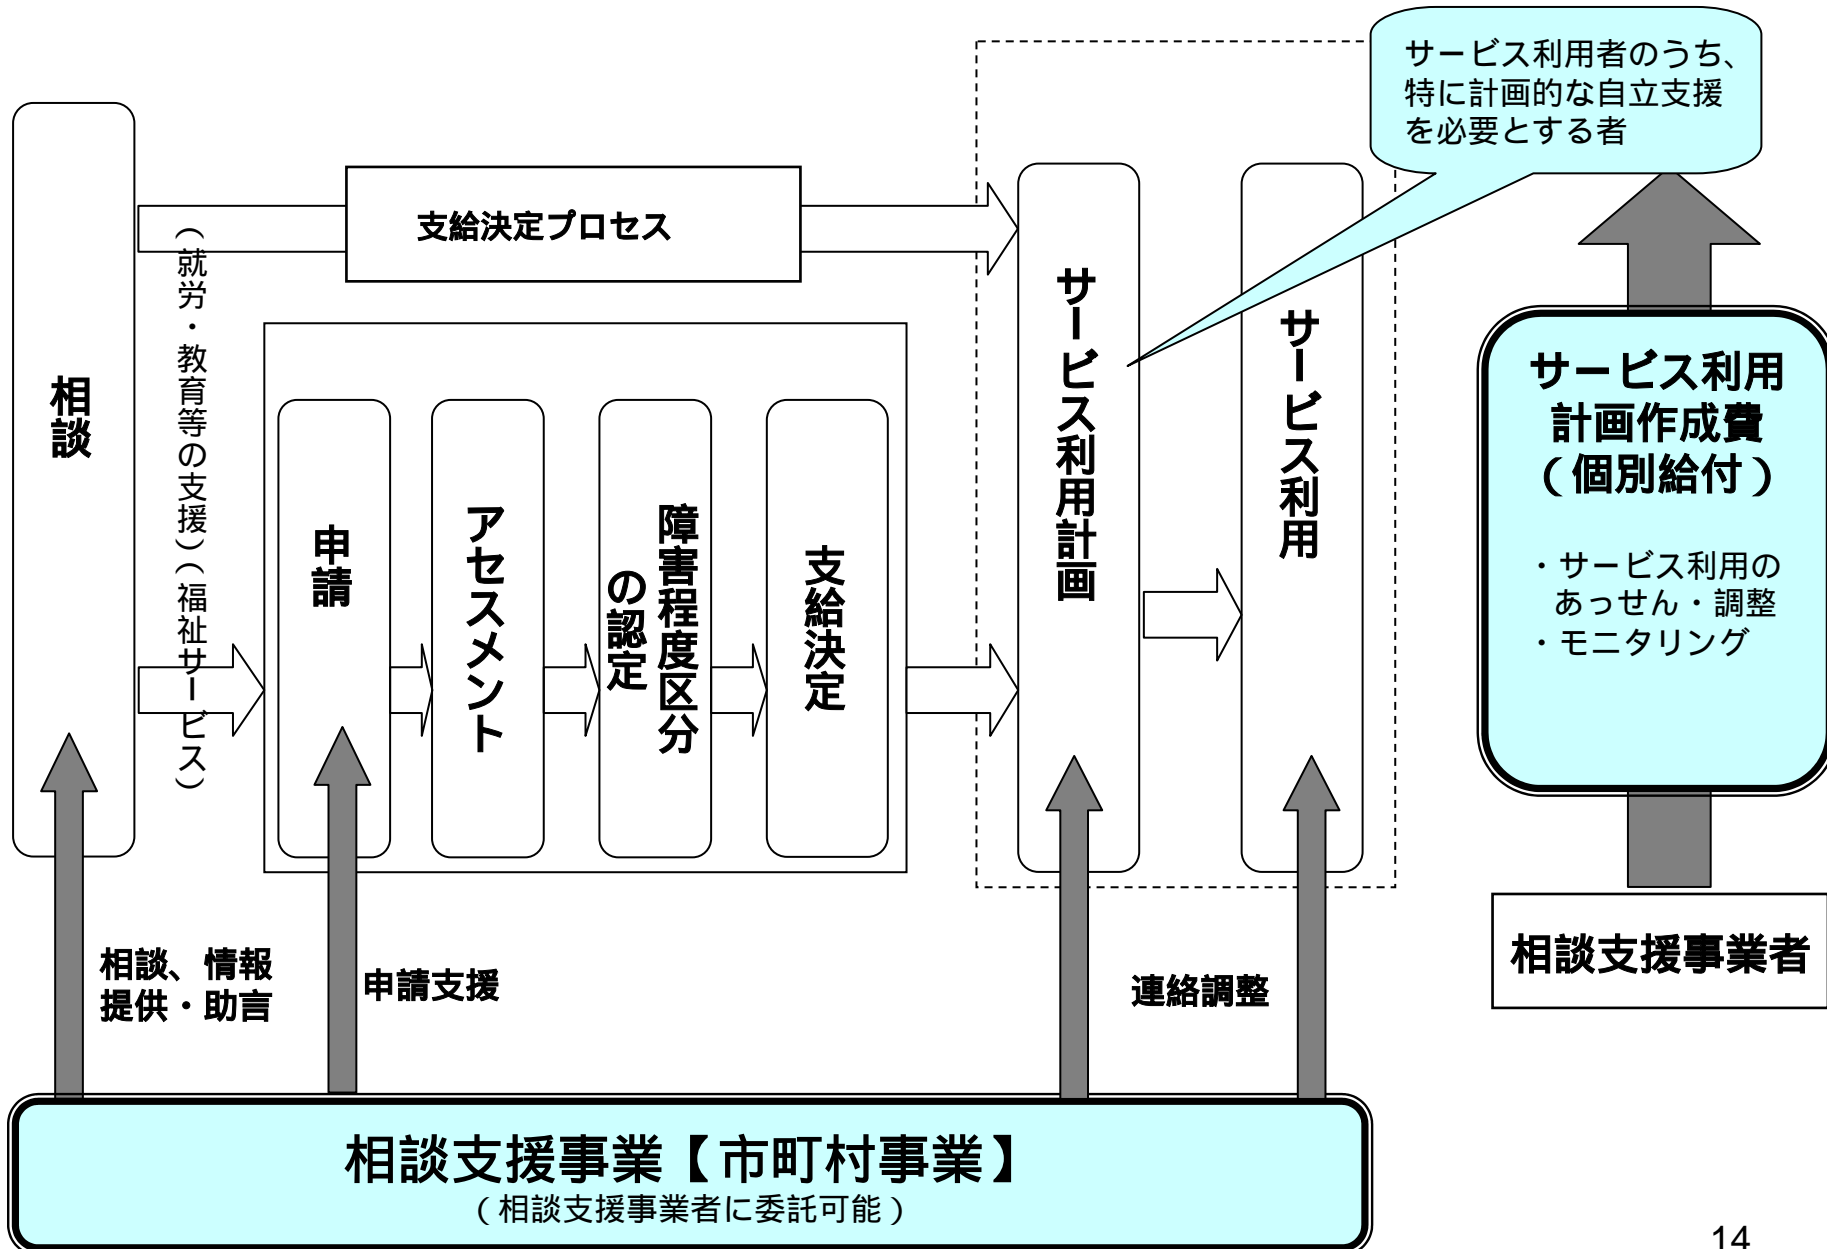 サービス利用者のうち、
特に計画的な自立支援
を必要とする者
支給決定プロセス
相談
（就労・教育等の支援）（福祉サービス）
申請
アセスメント
障害程度区分
の認定
支給決定
サービス利用計画
サービス利用
サービス利用
計画作成費
（個別給付）
・サービス利用の
あっせん・調整
・モニタリング
相談支援事業者
相談、情報
提供・助言
申請支援
連絡調整
相談支援事業【市町村事業】
（相談支援事業者に委託可能）
14